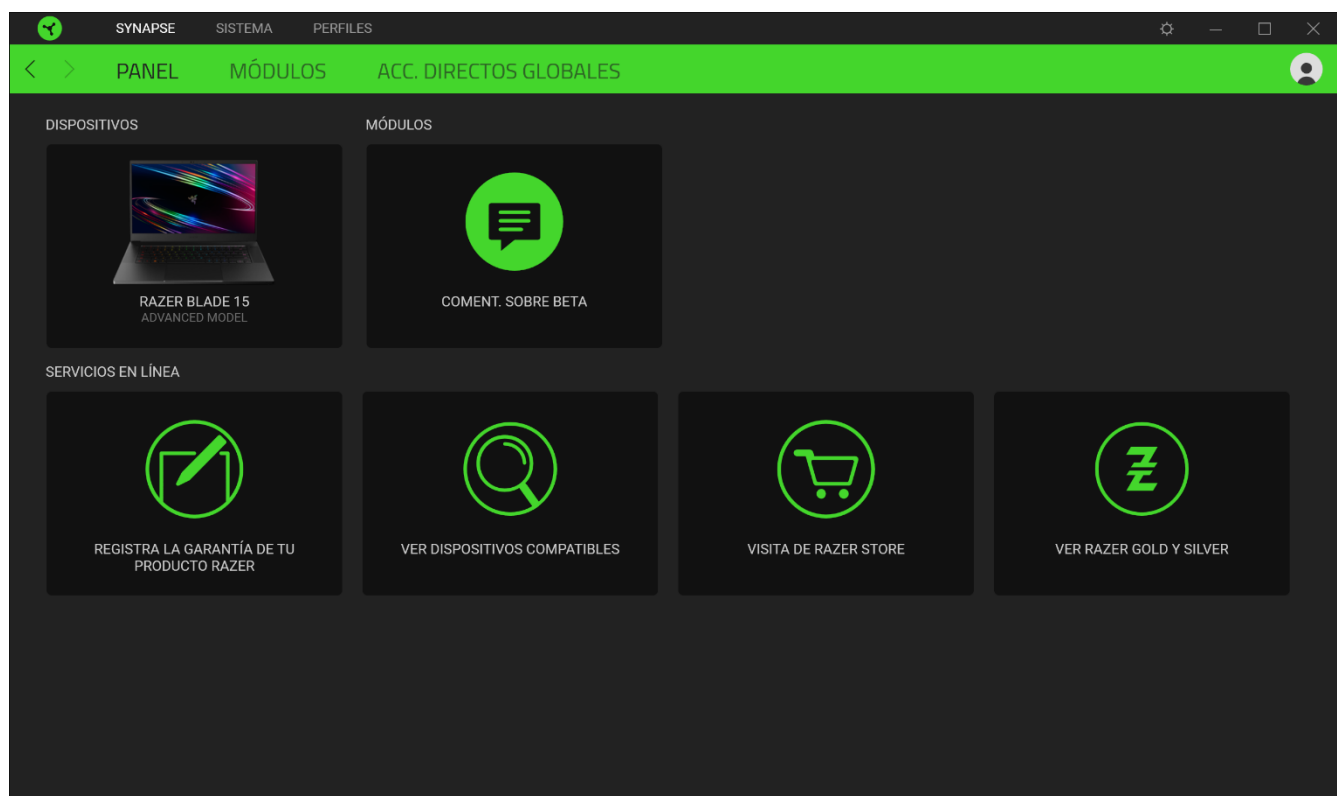 SYNAPSE SISTEMA PERFILES
PANEL MÓDULOS ACC. DIRECTOS GLOBALES
DISPOSITIVOS
RAZER BLADE 15
ADVANCED MODEL
MÓDULOS
COMENT. SOBRE BETA
SERVICIOS EN LÍNEA
REGISTRA LA GARANTÍA DE TU
PRODUCTO RAZER
VER DISPOSITIVOS COMPATIBLES
VISITA DE RAZER STORE
VER RAZER GOLD Y SILVER